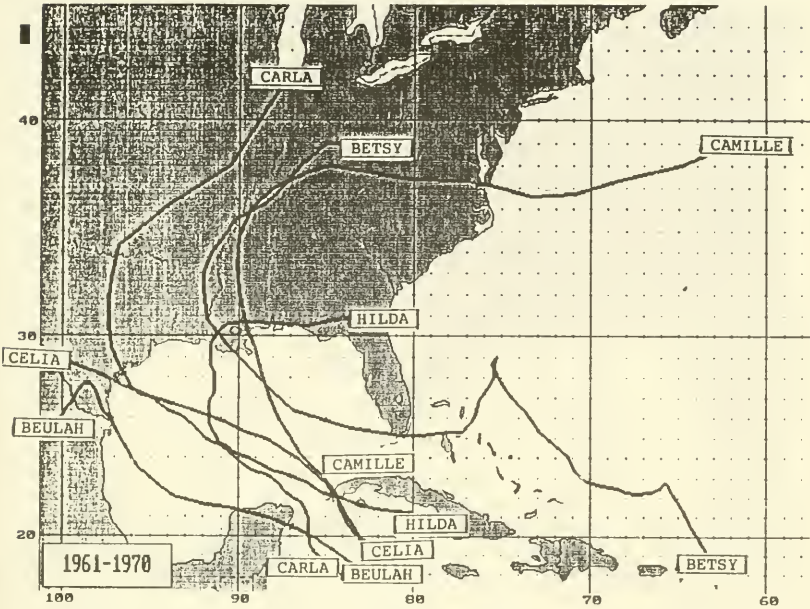 CARLA
40
BETSY
CAMILLE
HILDA
30
CELIA
BEULAH
CAMILLE
HILDA
20
CELIA
1961-1970
CARLA
BEULAH
BETSY
100
90
80
70
60